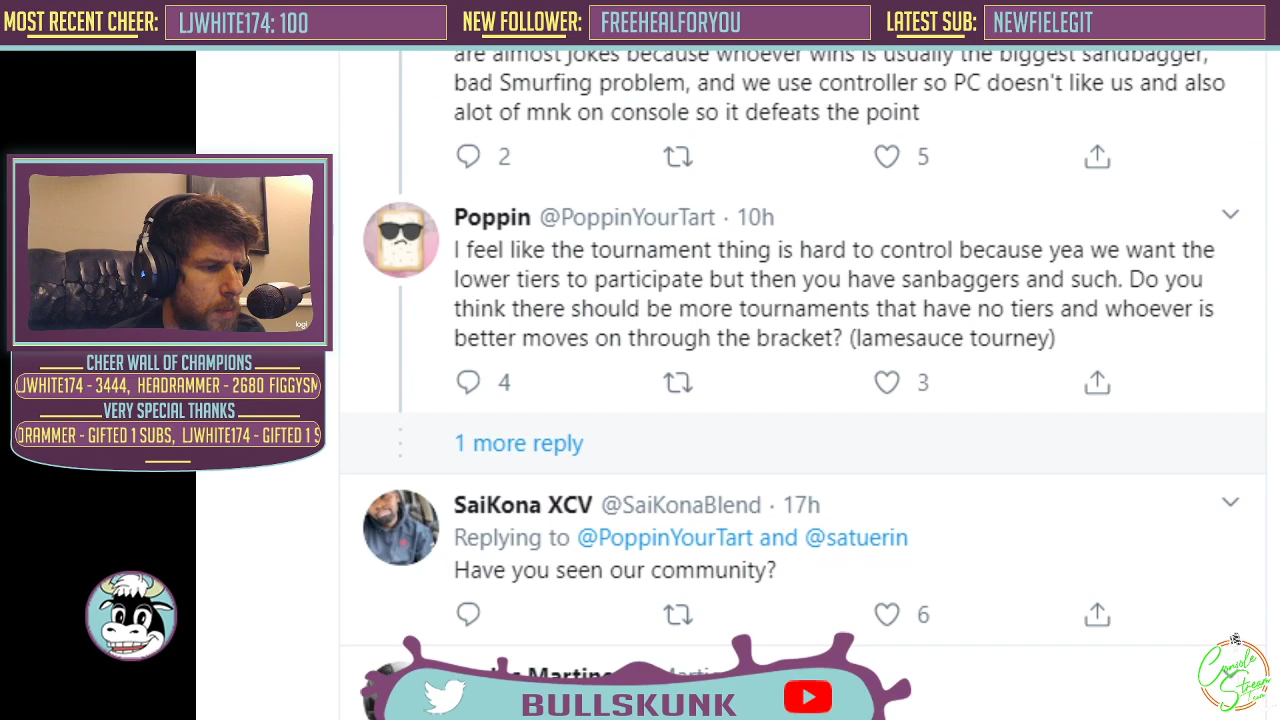 MOST RECENT CHEER: LJWHITE174: 100 NEW FOLLOWER: FREEHEALFORYOU LATEST SUB: NEWFIELEGIT
are almost jokes because whoever wins is usually the biggest sandbagger,
bad Smurfing problem, and we use controller so PC doesn't like us and also
alot of mnk on console so it defeats the point
2 5
Poppin @PoppinYourTart · 10h
I feel like the tournament thing is hard to control because yea we want the
lower tiers to participate but then you have sanbaggers and such. Do you
think there should be more tournaments that have no tiers and whoever is
better moves on through the bracket? (lamesauce tourney)
4 3
1 more reply
SaiKona XCV @SaiKonaBlend · 17h
Replying to @PoppinYourTart and @satuerin
Have you seen our community?
6
logi
CHEER WALL OF CHAMPIONS
LJWHITE174 - 3444, HEADRAMMER - 2680 FIGGYSM
VERY SPECIAL THANKS
DRAMMER - GIFTED 1 SUBS, LJWHITE174 - GIFTED 1 S
BULLSKUNK
Console
Stream
.com